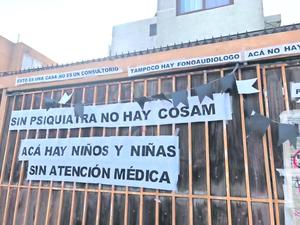 ESTO ES UNA CASA NO ES UN CONSULTORIO
TAMPOCO HAY FONOAUDIOLOGO
ACÁ NO HAY
SIN PSIQUIATRA NO HAY COSAM
ACÁ HAY NIÑOS Y NIÑAS
SIN ATENCIÓN MÉDICA